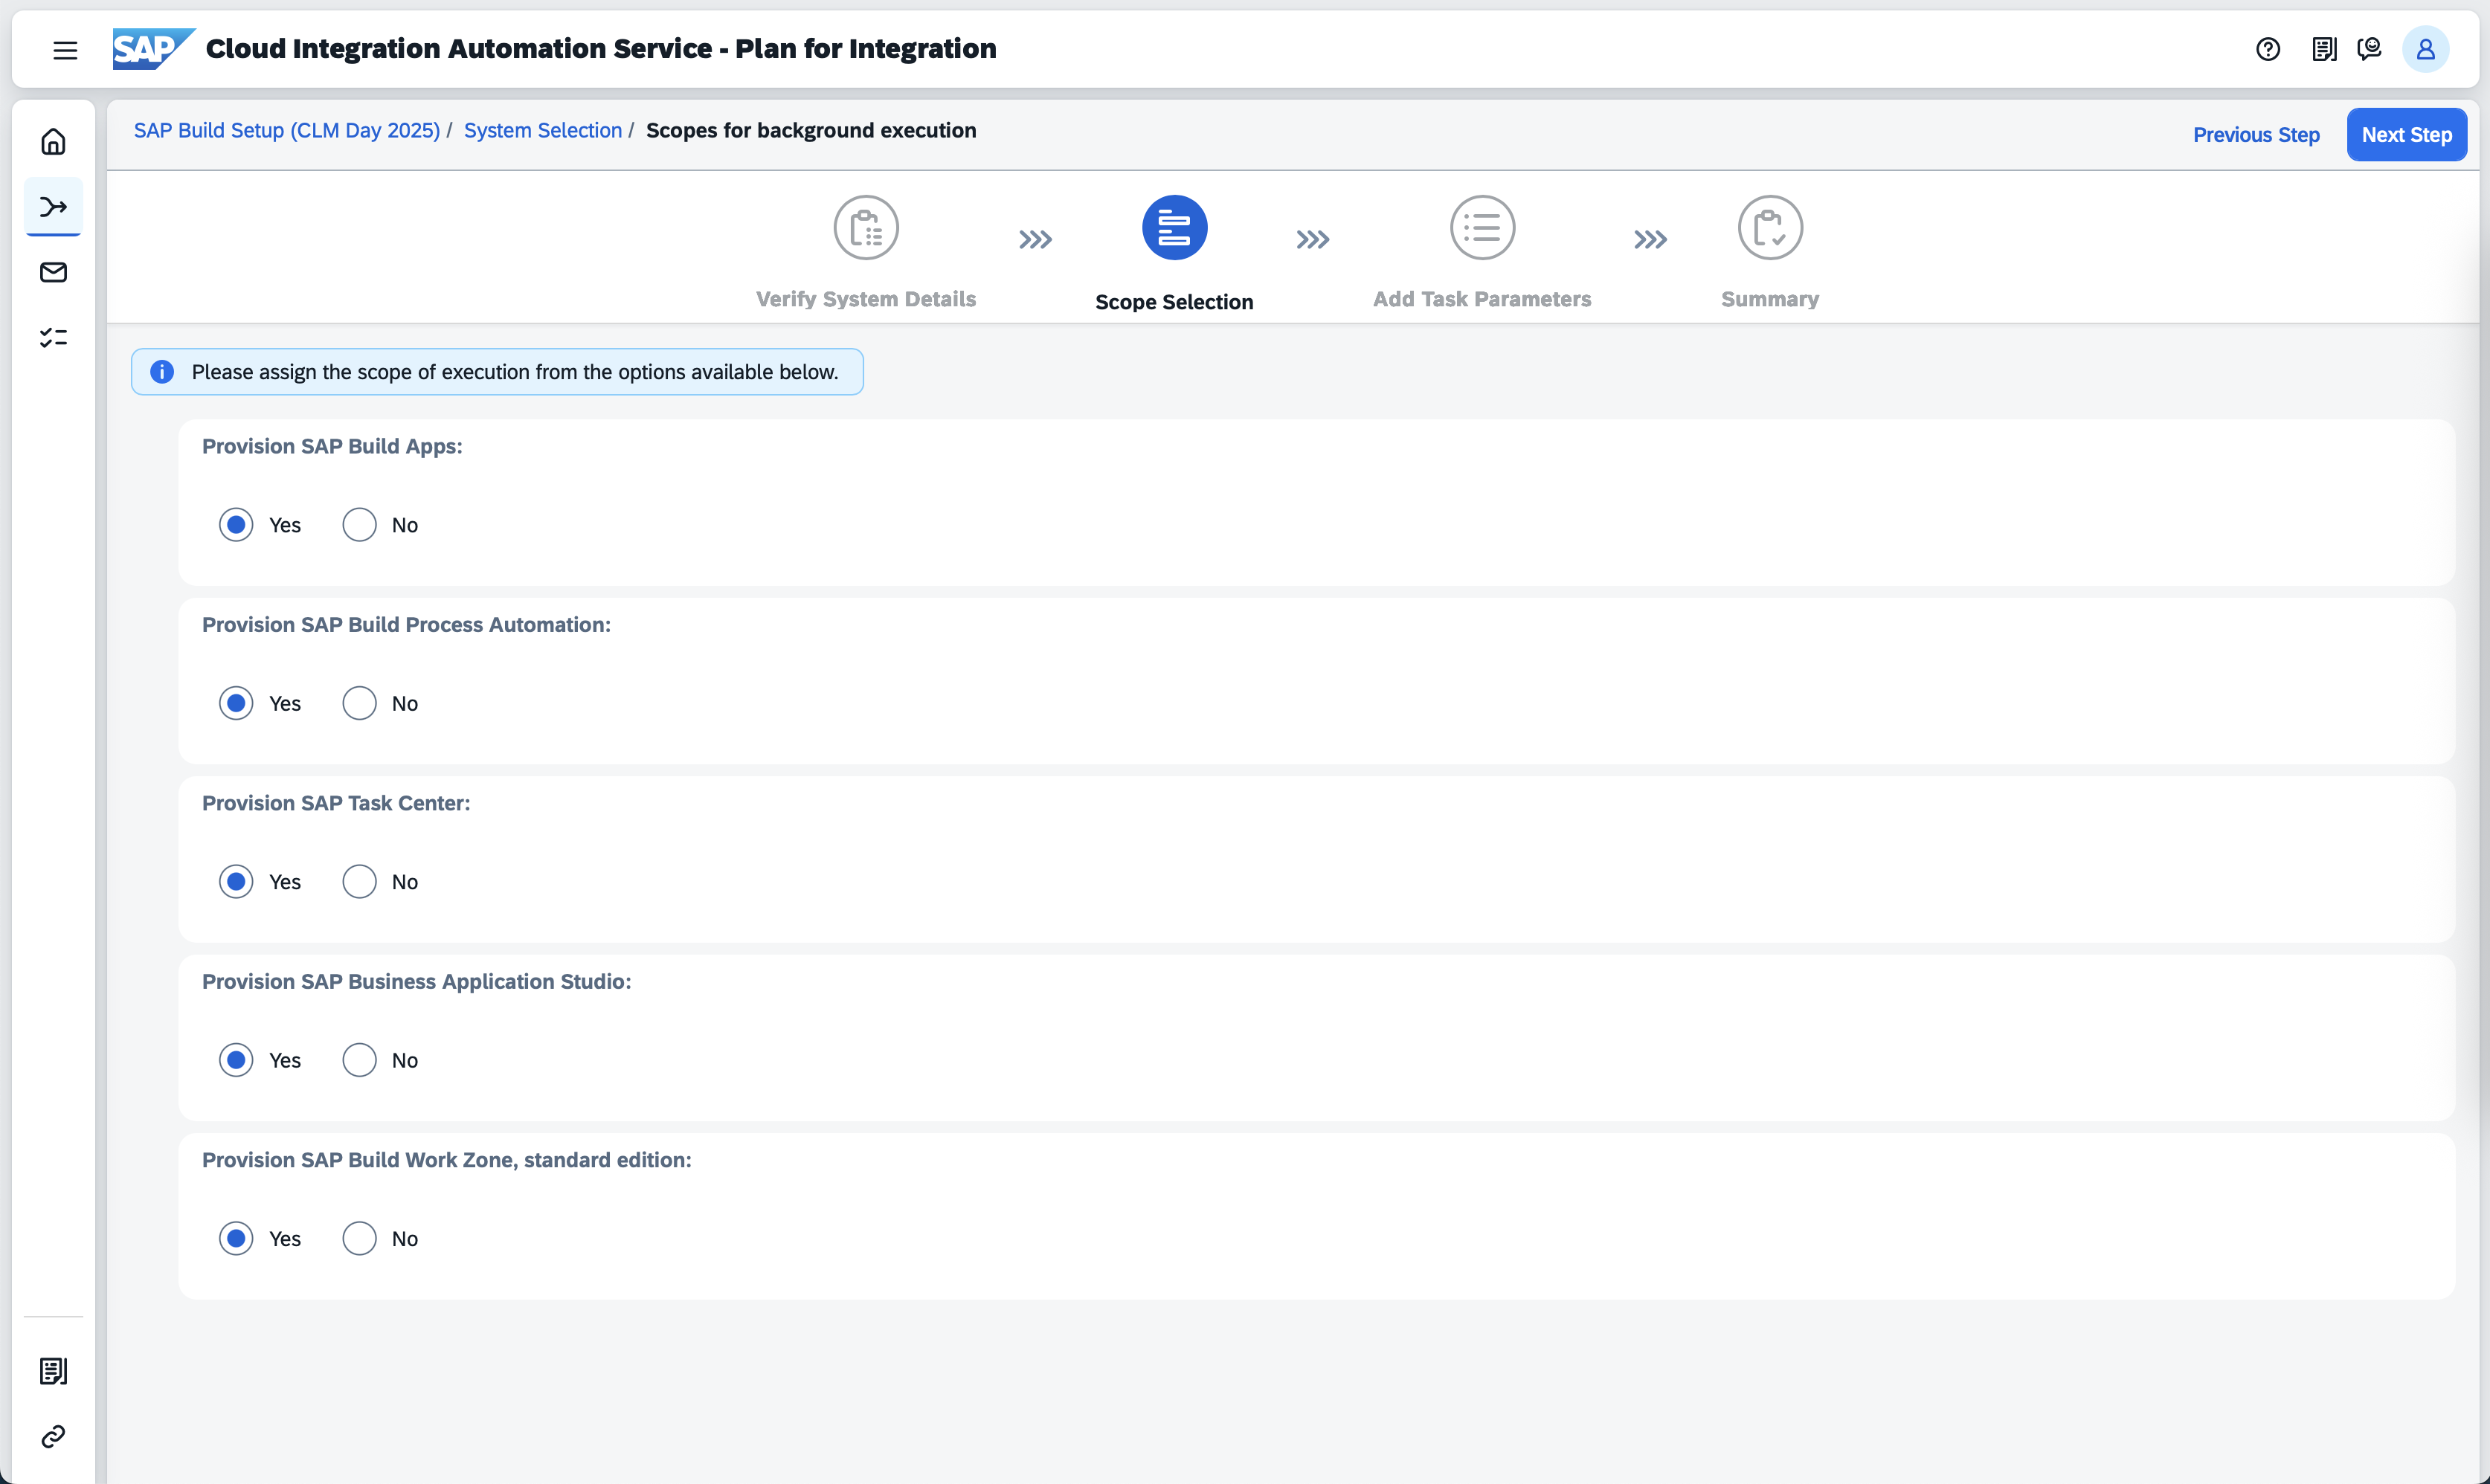 SAP Cloud Integration Automation Service - Plan for Integration
SAP Build Setup (CLM Day 2025) / System Selection / Scopes for background execution
Previous Step
Next Step
Verify System Details
Scope Selection
Add Task Parameters
Summary
Please assign the scope of execution from the options available below.
Provision SAP Build Apps:
Yes No
Provision SAP Build Process Automation:
Yes No
Provision SAP Task Center:
Yes No
Provision SAP Business Application Studio:
Yes No
Provision SAP Build Work Zone, standard edition:
Yes No